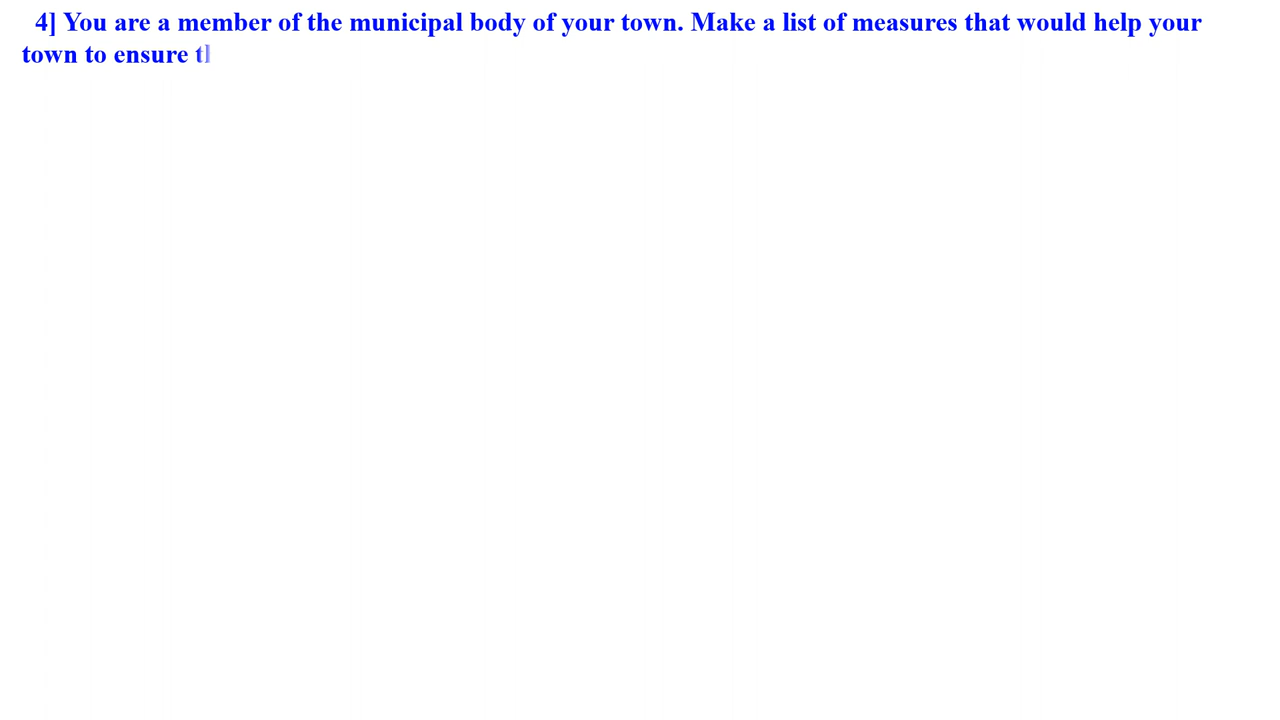 4] You are a member of the municipal body of your town. Make a list of measures that would help your
town to ensure